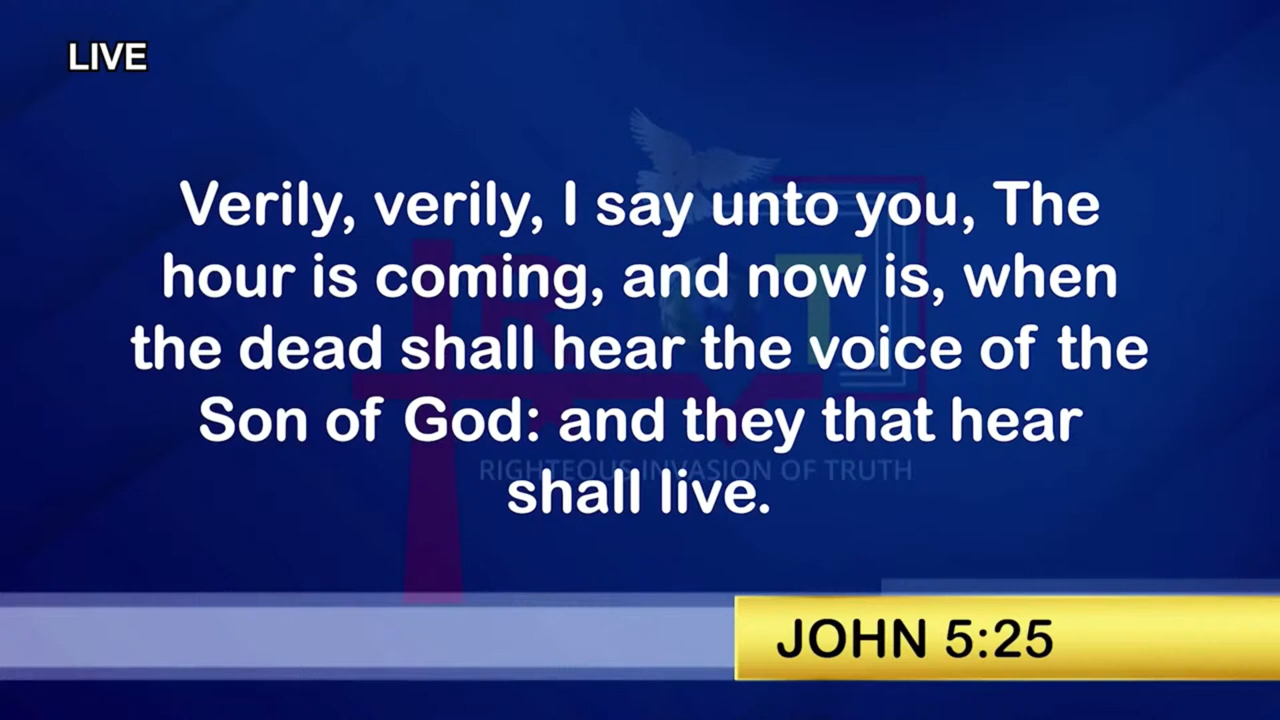 LIVE
Verily, verily, I say unto you, The
hour is coming, and now is, when
the dead shall hear the voice of the
Son of God: and they that hear
shall live.
RIGHTEOUS INVASION OF TRUTH
JOHN 5:25